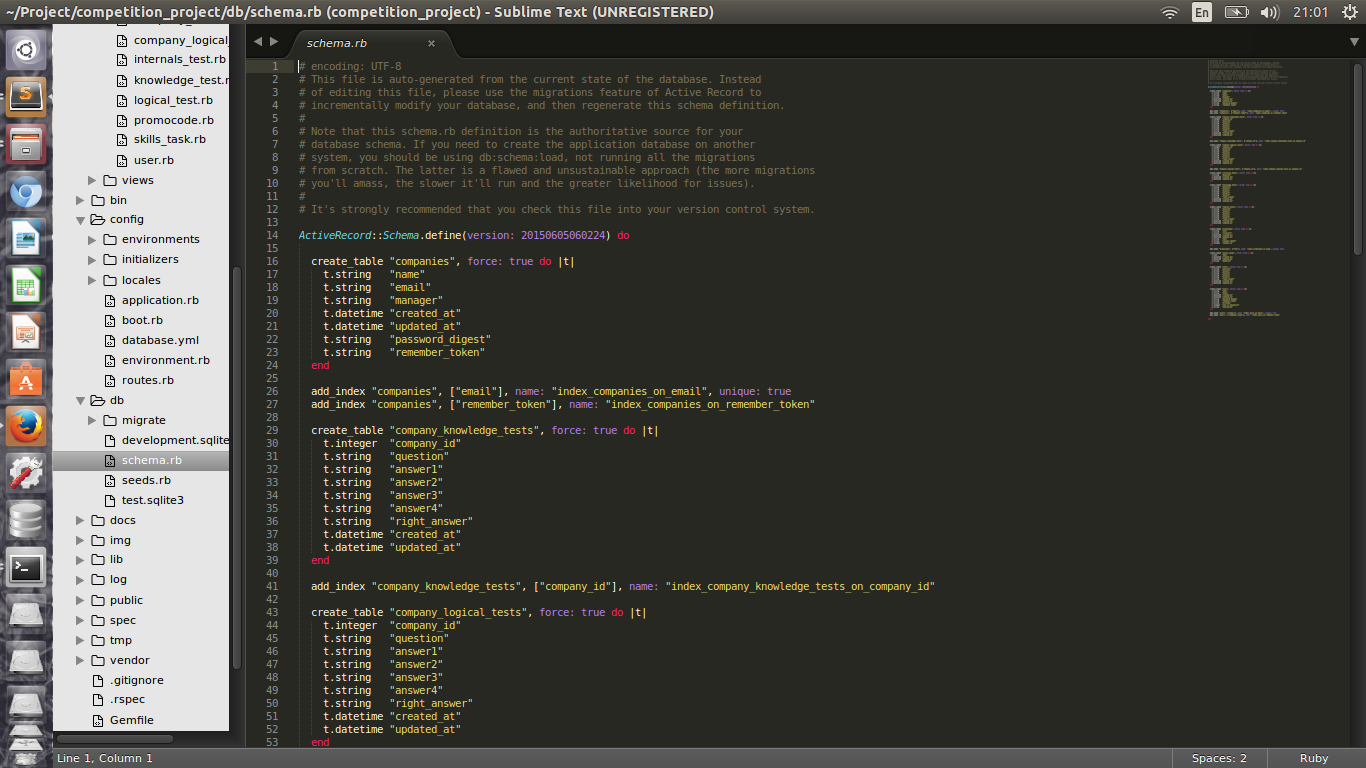 ~/Project/competition_project/db/schema.rb (competition_project) - Sublime Text (UNREGISTERED)
En
21:01
company_logical_
internals_test.rb
knowledge_test.r
logical_test.rb
promocode.rb
skills_task.rb
user.rb
views
bin
config
environments
initializers
locales
application.rb
boot.rb
database.yml
environment.rb
routes.rb
db
migrate
development.sqlite
schema.rb
seeds.rb
test.sqlite3
docs
img
lib
log
public
spec
tmp
vendor
.gitignore
.rspec
Gemfile
schema.rb ×
1 # encoding: UTF-8
2 # This file is auto-generated from the current state of the database. Instead
3 # of editing this file, please use the migrations feature of Active Record to
4 # incrementally modify your database, and then regenerate this schema definition.
5 #
6 # Note that this schema.rb definition is the authoritative source for your
7 # database schema. If you need to create the application database on another
8 # system, you should be using db:schema:load, not running all the migrations
9 # from scratch. The latter is a flawed and unsustainable approach (the more migrations
10 # you'll amass, the slower it'll run and the greater likelihood for issues).
11 #
12 # It's strongly recommended that you check this file into your version control system.
13
14 ActiveRecord::Schema.define(version: 20150605060224) do
15
16 create_table "companies", force: true do |t|
17 t.string "name"
18 t.string "email"
19 t.string "manager"
20 t.datetime "created_at"
21 t.datetime "updated_at"
22 t.string "password_digest"
23 t.string "remember_token"
24 end
25
26 add_index "companies", ["email"], name: "index_companies_on_email", unique: true
27 add_index "companies", ["remember_token"], name: "index_companies_on_remember_token"
28
29 create_table "company_knowledge_tests", force: true do |t|
30 t.integer "company_id"
31 t.string "question"
32 t.string "answer1"
33 t.string "answer2"
34 t.string "answer3"
35 t.string "answer4"
36 t.string "right_answer"
37 t.datetime "created_at"
38 t.datetime "updated_at"
39 end
40
41 add_index "company_knowledge_tests", ["company_id"], name: "index_company_knowledge_tests_on_company_id"
42
43 create_table "company_logical_tests", force: true do |t|
44 t.integer "company_id"
45 t.string "question"
46 t.string "answer1"
47 t.string "answer2"
48 t.string "answer3"
49 t.string "answer4"
50 t.string "right_answer"
51 t.datetime "created_at"
52 t.datetime "updated_at"
53 end
Line 1, Column 1
Spaces: 2
Ruby